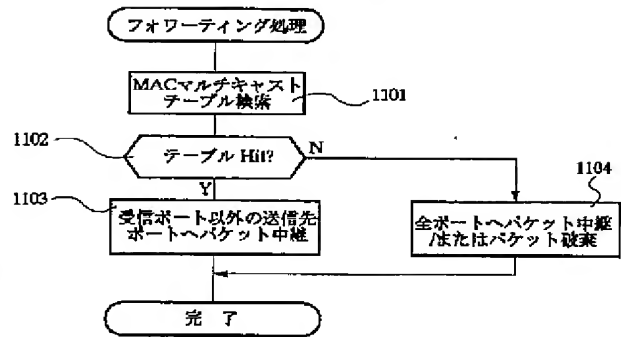 フォワーディング処理
MACマルチキャスト
テーブル検索
1101
1102
テーブル Hit?
N
Y
1103
1104
受信ポート以外の送信先
ポートへパケット中継
全ポートへパケット中継
/またはパケット破棄
完 了